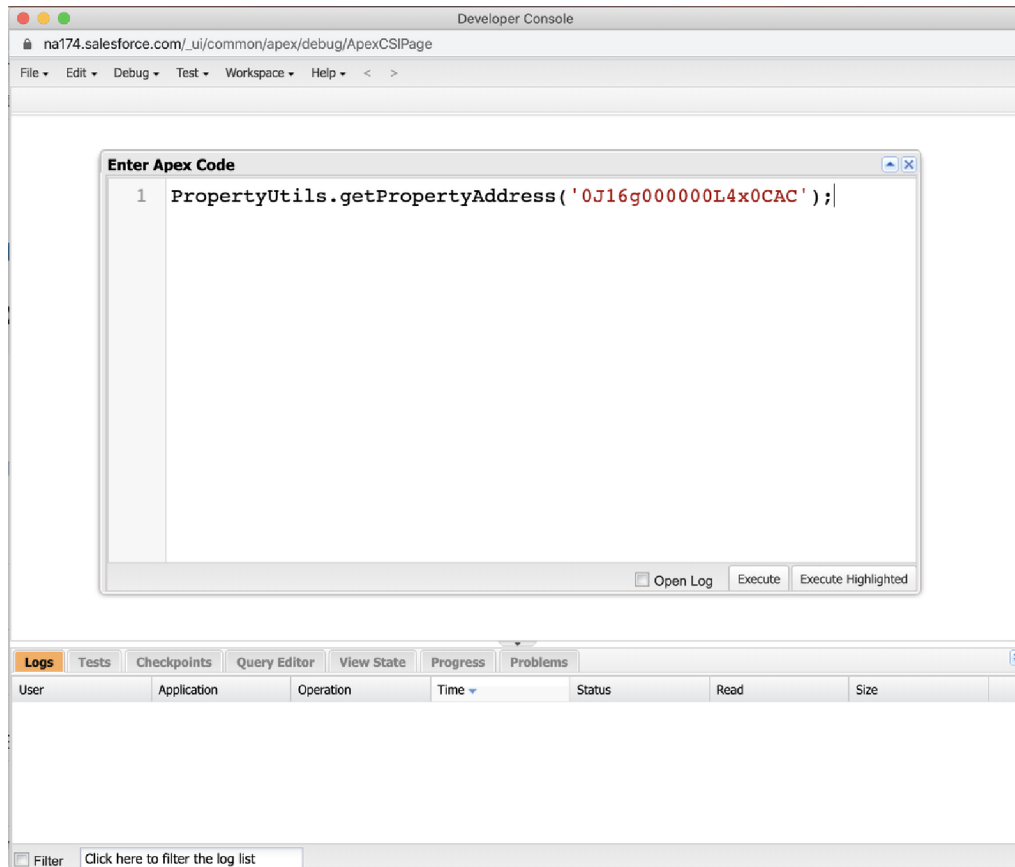 Developer Console
na174.salesforce.com/_ui/common/apex/debug/ApexCSIPage
File Edit Debug Test Workspace Help < >
Enter Apex Code
1 PropertyUtils.getPropertyAddress('0J16g000000L4x0CAC');
Open Log Execute Execute Highlighted
Logs Tests Checkpoints Query Editor View State Progress Problems
User Application Operation Time Status Read Size
Filter Click here to filter the log list